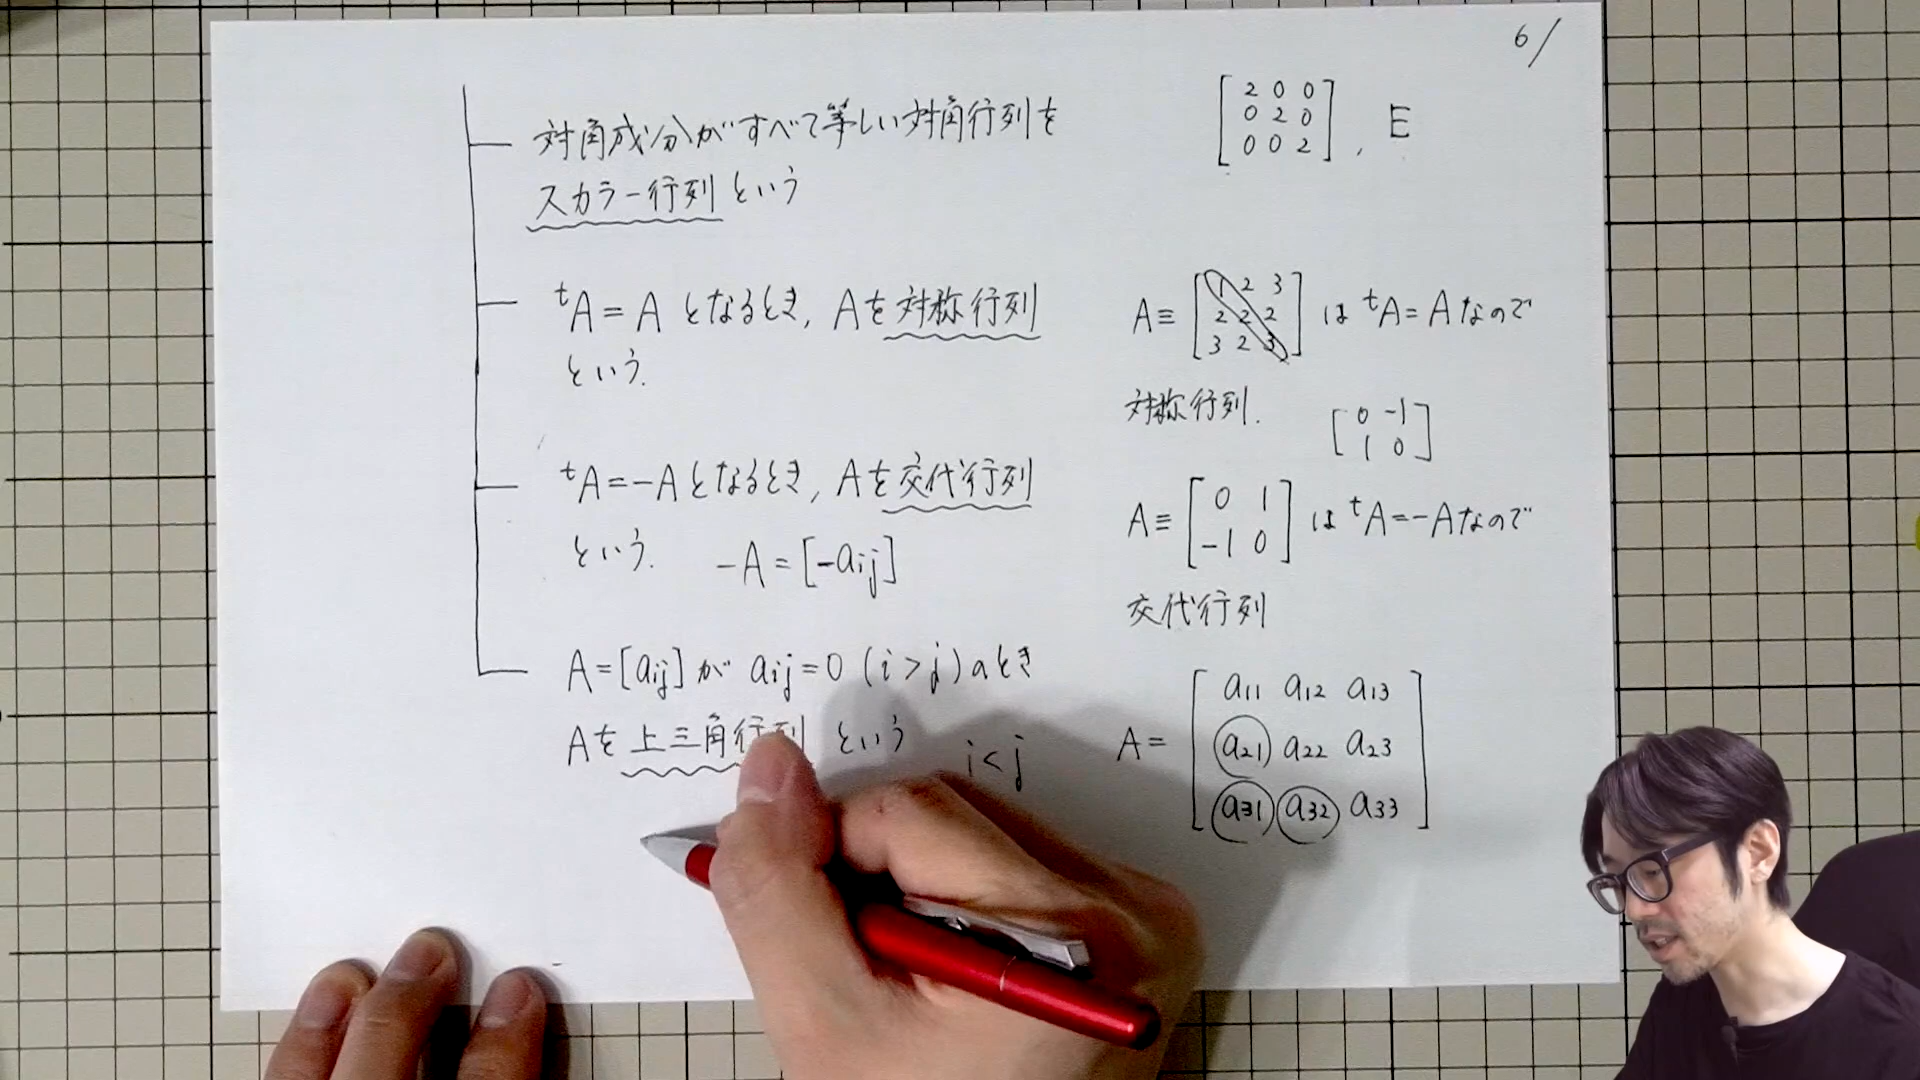 6/
対角成分がすべて等しい対角行列を
スカラー行列という
[2 0 0
0 2 0
0 0 2], E
tA=Aとなるとき, Aを対称行列
という.
A≡[1 2 3
2 2 2
3 2 3]は tA=Aなので
対称行列.
[0 -1
1 0]
tA=-Aとなるとき, Aを交代行列
という.
-A=[-aij]
A≡[0 1
-1 0]は tA=-Aなので
交代行列
A=[aij]が aij=0 (i>j)のとき
Aを上三角行列 という
i<j
A=[a11 a12 a13
a21 a22 a23
a31 a32 a33]